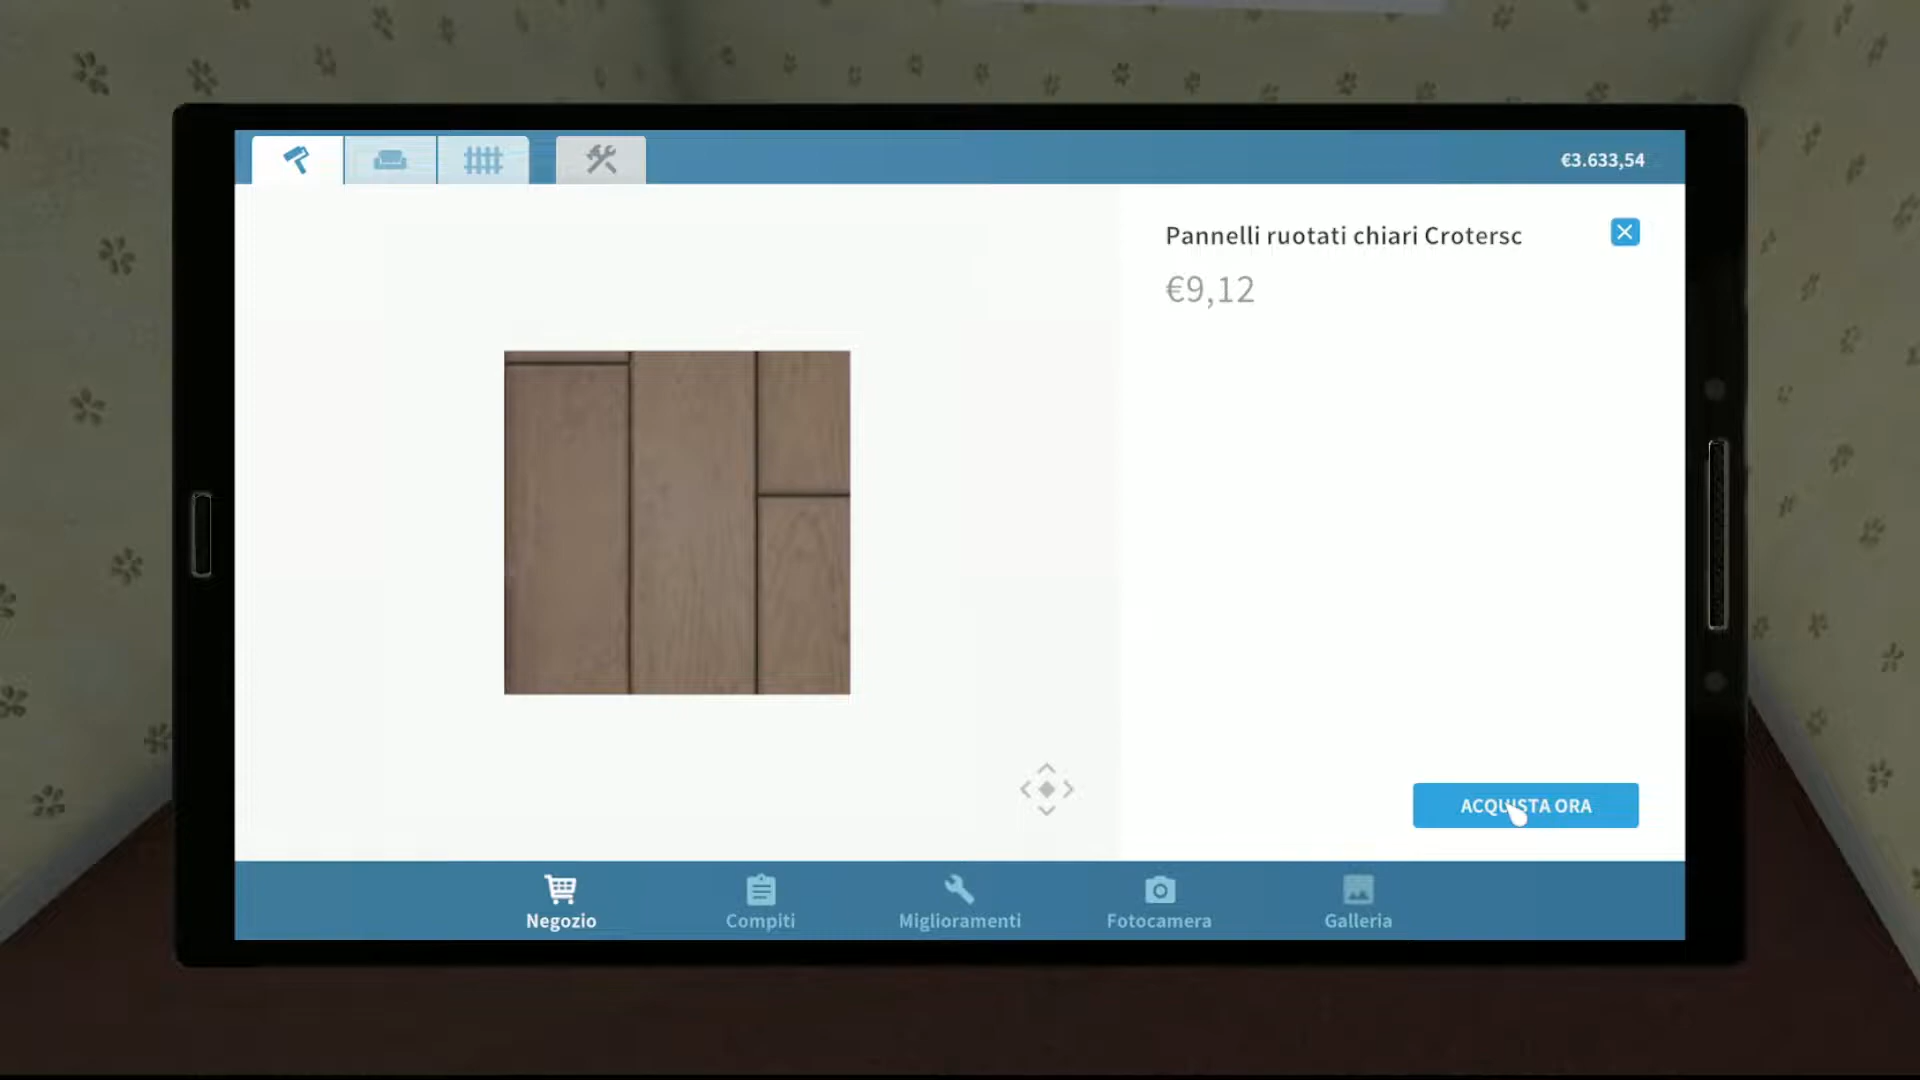 €3.633,54
Pannelli ruotati chiari Crotersc
€9,12
ACQUISTA ORA
Negozio
Compiti
Miglioramenti
Fotocamera
Galleria